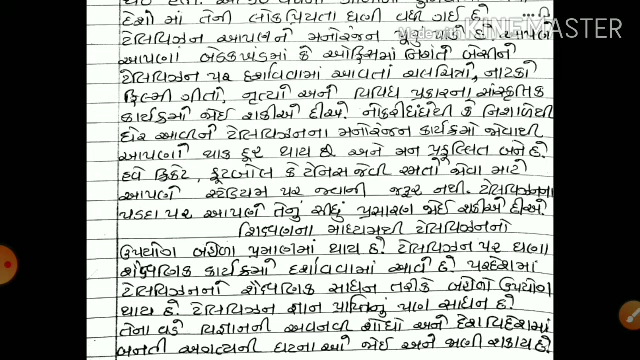 દેશોમાં તેની લોકપ્રિયતા ઘણી વધી ગઈ છે.
ટેલિવિઝન આપણને મનોરંજન પૂરું પાડે છે. આપણે
આપણાં બેઠકખંડમાં કે ઓફિસમાં નિરાંતે બેસીને
ટેલિવિઝન પર દર્શાવવામાં આવતાં ચલચિત્રો, નાટકો
ફિલ્મી ગીતો, નૃત્યો અને વિવિધ પ્રકારના સાંસ્કૃતિક
કાર્યક્રમો જોઈ શકીએ છીએ. નોકરીધંધેથી કે નિશાળેથી
ઘેર આવીને ટેલિવિઝનના મનોરંજન કાર્યક્રમો જોવાથી
આપણો થાક દૂર થાય છે અને મન પ્રફૂલ્લિત બને છે.
હવે ક્રિકેટ, ફૂટબોલ કે ટેનિસ જેવી રમતો જોવા માટે
આપણે સ્ટેડિયમ પર જવાની જરૂર નથી. ટેલિવિઝનના
પડદા પર આપણે તેનું સીધું પ્રસારણ જોઈ શકીએ છીએ.
શિક્ષણના માધ્યમથી ટેલિવિઝનનો
ઉપયોગ બહોળા પ્રમાણમાં થાય છે. ટેલિવિઝન પર ઘણા
શૈક્ષણિક કાર્યક્રમો દર્શાવવામાં આવે છે. પરદેશમાં
ટેલિવિઝનનો શૈક્ષણિક સાધન તરીકે બહોળો ઉપયોગ
થાય છે. ટેલિવિઝન જ્ઞાન પ્રાપ્તિનું પણ સાધન છે.
તેના વડે વિજ્ઞાનની અવનવી શોધો અને દેશવિદેશમાં
બનતી અગત્યની ઘટનાઓ જોઈ અને જાણી શકાય છે.